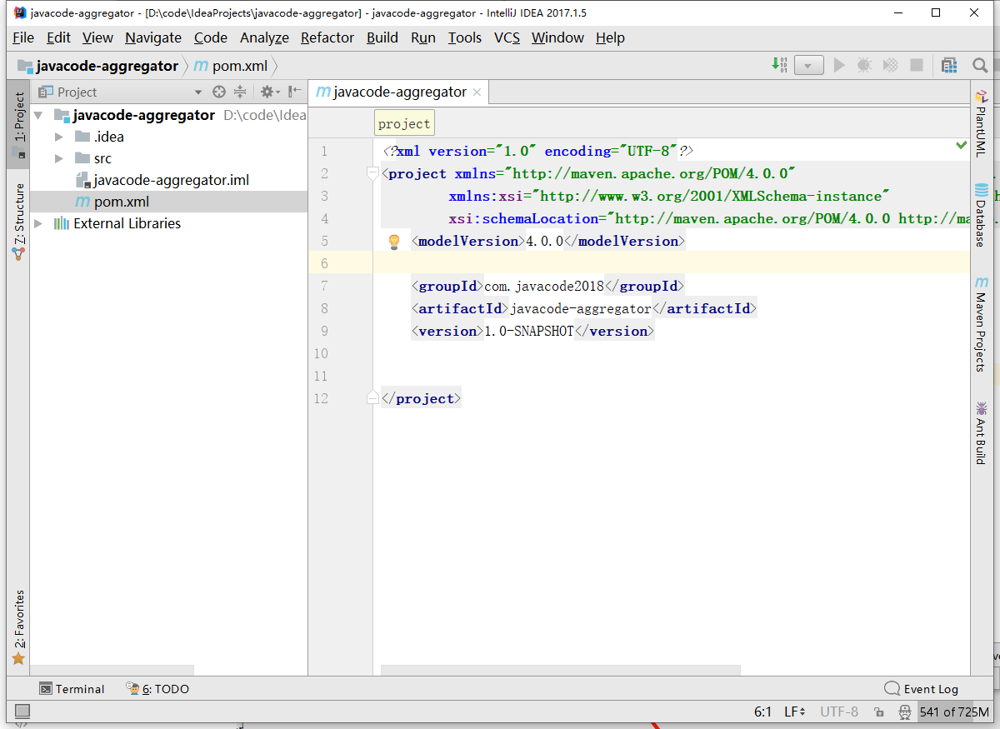 javacode-aggregator - [D:\code\IdeaProjects\javacode-aggregator] - javacode-aggregator - IntelliJ IDEA 2017.1.5
File Edit View Navigate Code Analyze Refactor Build Run Tools VCS Window Help
javacode-aggregator pom.xml
Project
javacode-aggregator
1: Project
Z: Structure
2: Favorites
javacode-aggregator D:\code\Idea
.idea
src
javacode-aggregator.iml
pom.xml
External Libraries
project
1 <?xml version="1.0" encoding="UTF-8"?>
2 <project xmlns="http://maven.apache.org/POM/4.0.0"
3 xmlns:xsi="http://www.w3.org/2001/XMLSchema-instance"
4 xsi:schemaLocation="http://maven.apache.org/POM/4.0.0 http://ma
5 <modelVersion>4.0.0</modelVersion>
6
7 <groupId>com.javacode2018</groupId>
8 <artifactId>javacode-aggregator</artifactId>
9 <version>1.0-SNAPSHOT</version>
10
11
12 </project>
PlantUML
Database
Maven Projects
Ant Build
Terminal 6: TODO Event Log
6:1 LF UTF-8 541 of 725M